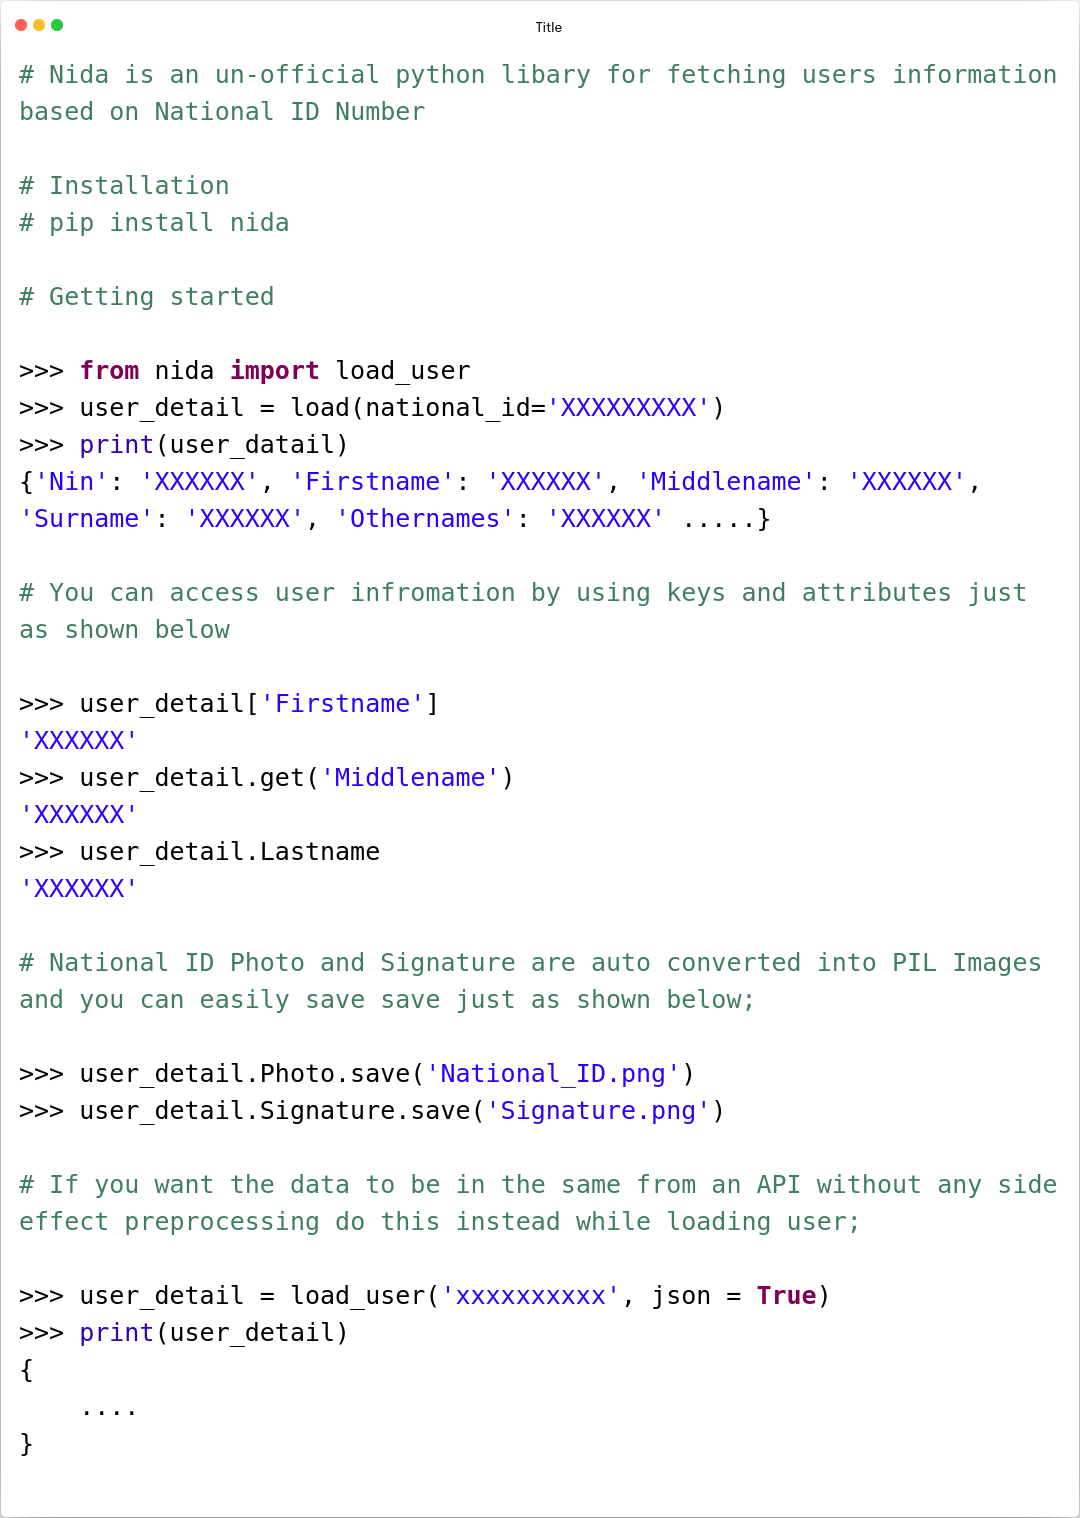 Title
# Nida is an un-official python libary for fetching users information
based on National ID Number
# Installation
# pip install nida
# Getting started
>>> from nida import load_user
>>> user_detail = load(national_id='XXXXXXXXX')
>>> print(user_datail)
{'Nin': 'XXXXXX', 'Firstname': 'XXXXXX', 'Middlename': 'XXXXXX',
'Surname': 'XXXXXX', 'Othernames': 'XXXXXX' .....}
# You can access user infromation by using keys and attributes just
as shown below
>>> user_detail['Firstname']
'XXXXXX'
>>> user_detail.get('Middlename')
'XXXXXX'
>>> user_detail.Lastname
'XXXXXX'
# National ID Photo and Signature are auto converted into PIL Images
and you can easily save save just as shown below;
>>> user_detail.Photo.save('National_ID.png')
>>> user_detail.Signature.save('Signature.png')
# If you want the data to be in the same from an API without any side
effect preprocessing do this instead while loading user;
>>> user_detail = load_user('xxxxxxxxxx', json = True)
>>> print(user_detail)
{
    ....
}